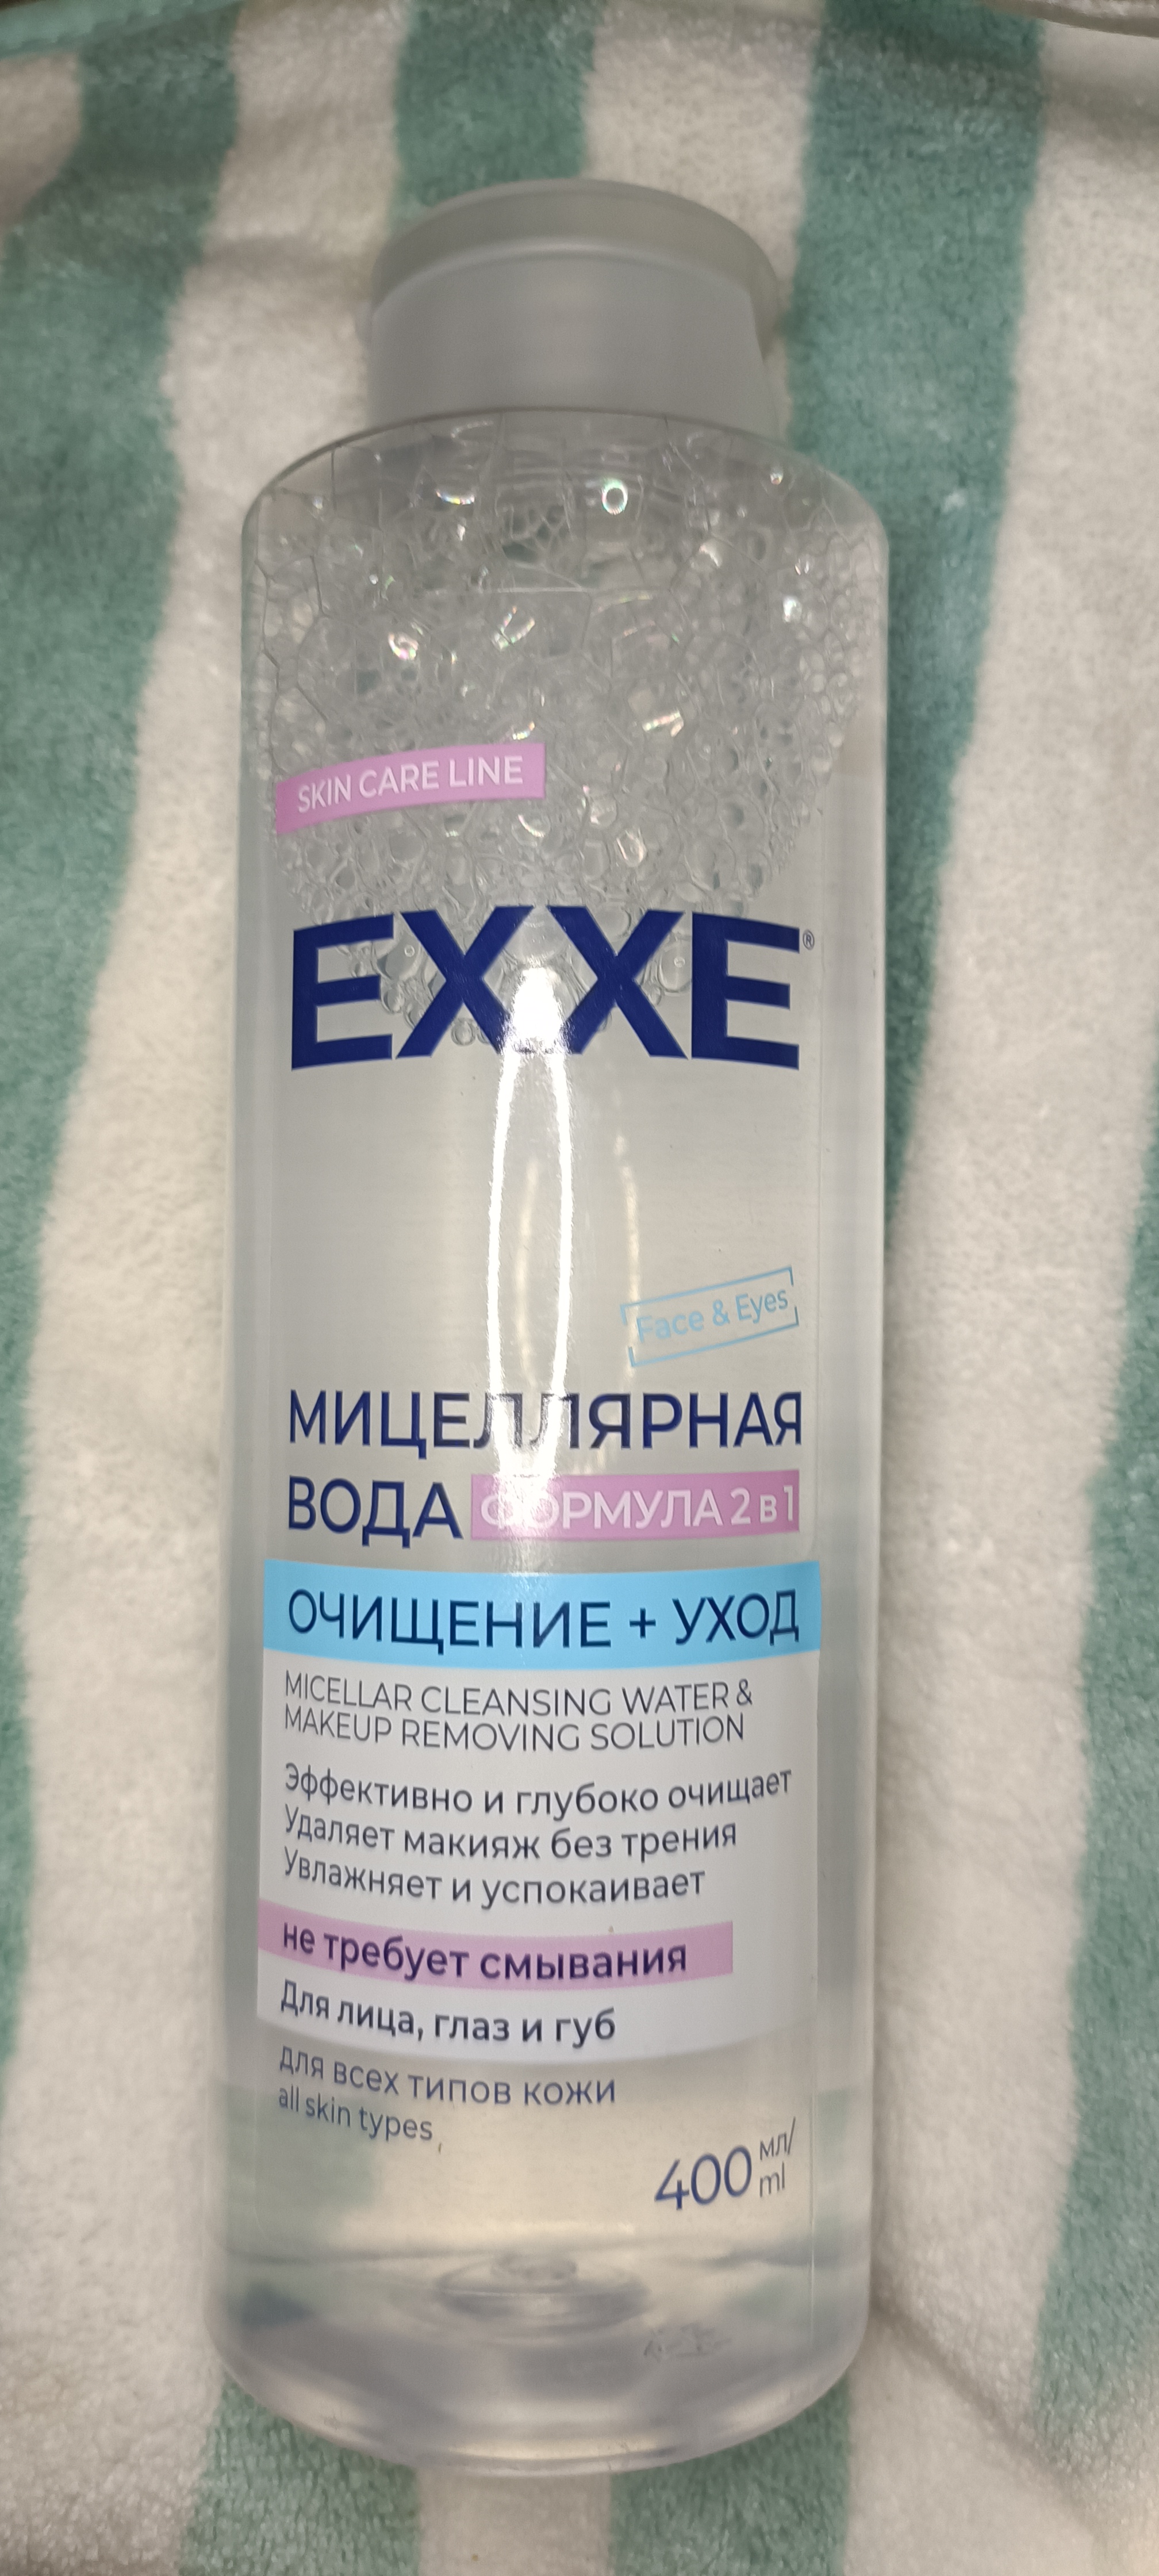 SKIN CARE LINE
EXXE®
Face & Eyes
МИЦЕЛЛЯРНАЯ
ВОДА ФОРМУЛА 2 в 1
ОЧИЩЕНИЕ + УХОД
MICELLAR CLEANSING WATER &
MAKEUP REMOVING SOLUTION
Эффективно и глубоко очищает
Удаляет макияж без трения
Увлажняет и успокаивает
не требует смывания
Для лица, глаз и губ
для всех типов кожи
all skin types
400 мл/
ml